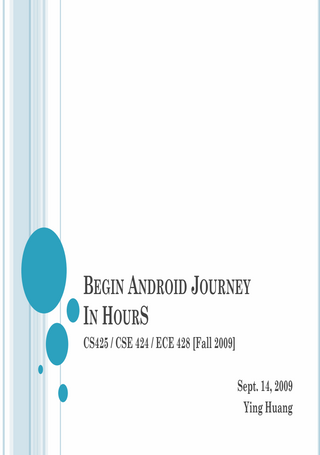 BEGIN ANDROID JOURNEY
IN HOURS
CS425 / CSE 424 / ECE 428 [Fall 2009]
Sept. 14, 2009
Ying Huang